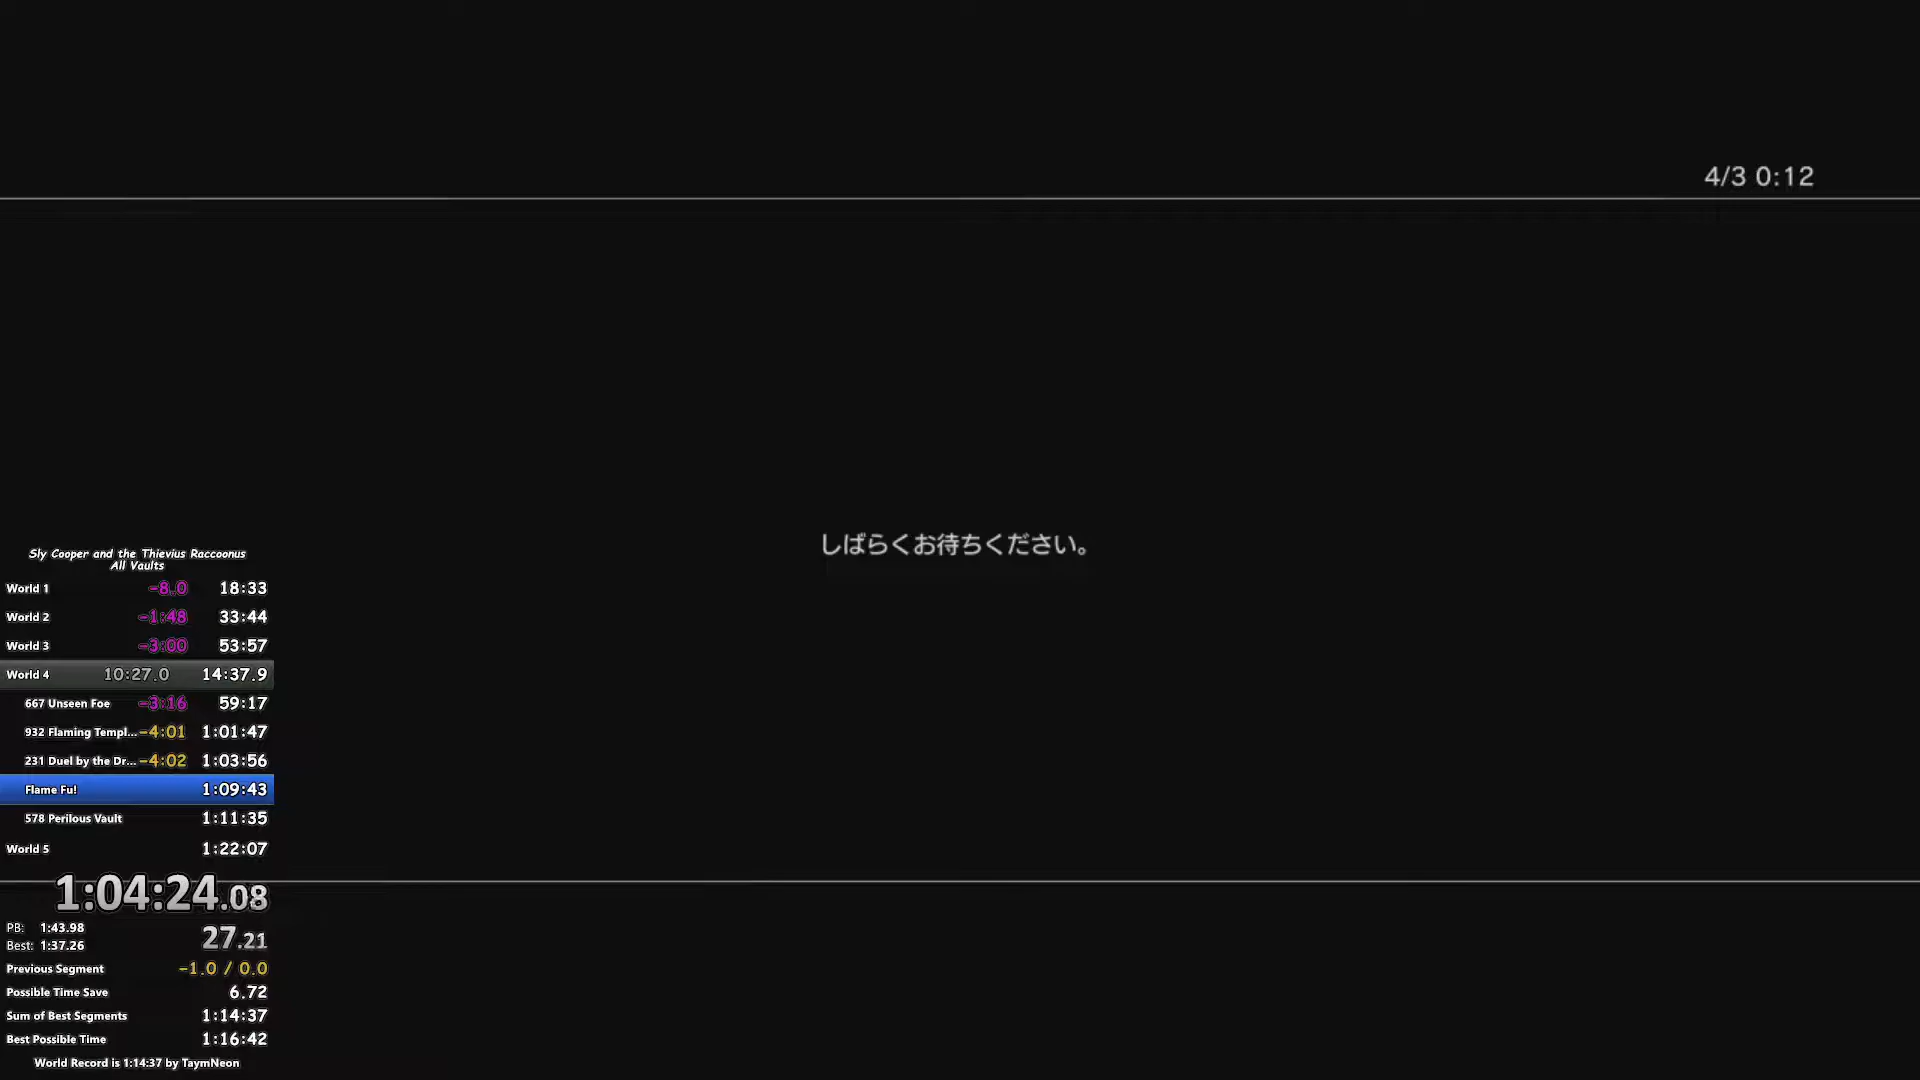 4/3 0:12
しばらくお待ちください。
Sly Cooper and the Thievius Raccoonus
All Vaults
World 1 -8.0 18:33
World 2 -1:48 33:44
World 3 -3:00 53:57
World 4 10:27.0 14:37.9
667 Unseen Foe -3:16 59:17
932 Flaming Templ... -4:01 1:01:47
231 Duel by the Dr... -4:02 1:03:56
Flame Fu! 1:09:43
578 Perilous Vault 1:11:35
World 5 1:22:07
1:04:24.08
PB: 1:43.98
27.21
Best: 1:37.26
Previous Segment -1.0 / 0.0
Possible Time Save 6.72
Sum of Best Segments 1:14:37
Best Possible Time 1:16:42
World Record is 1:14:37 by TaymNeon